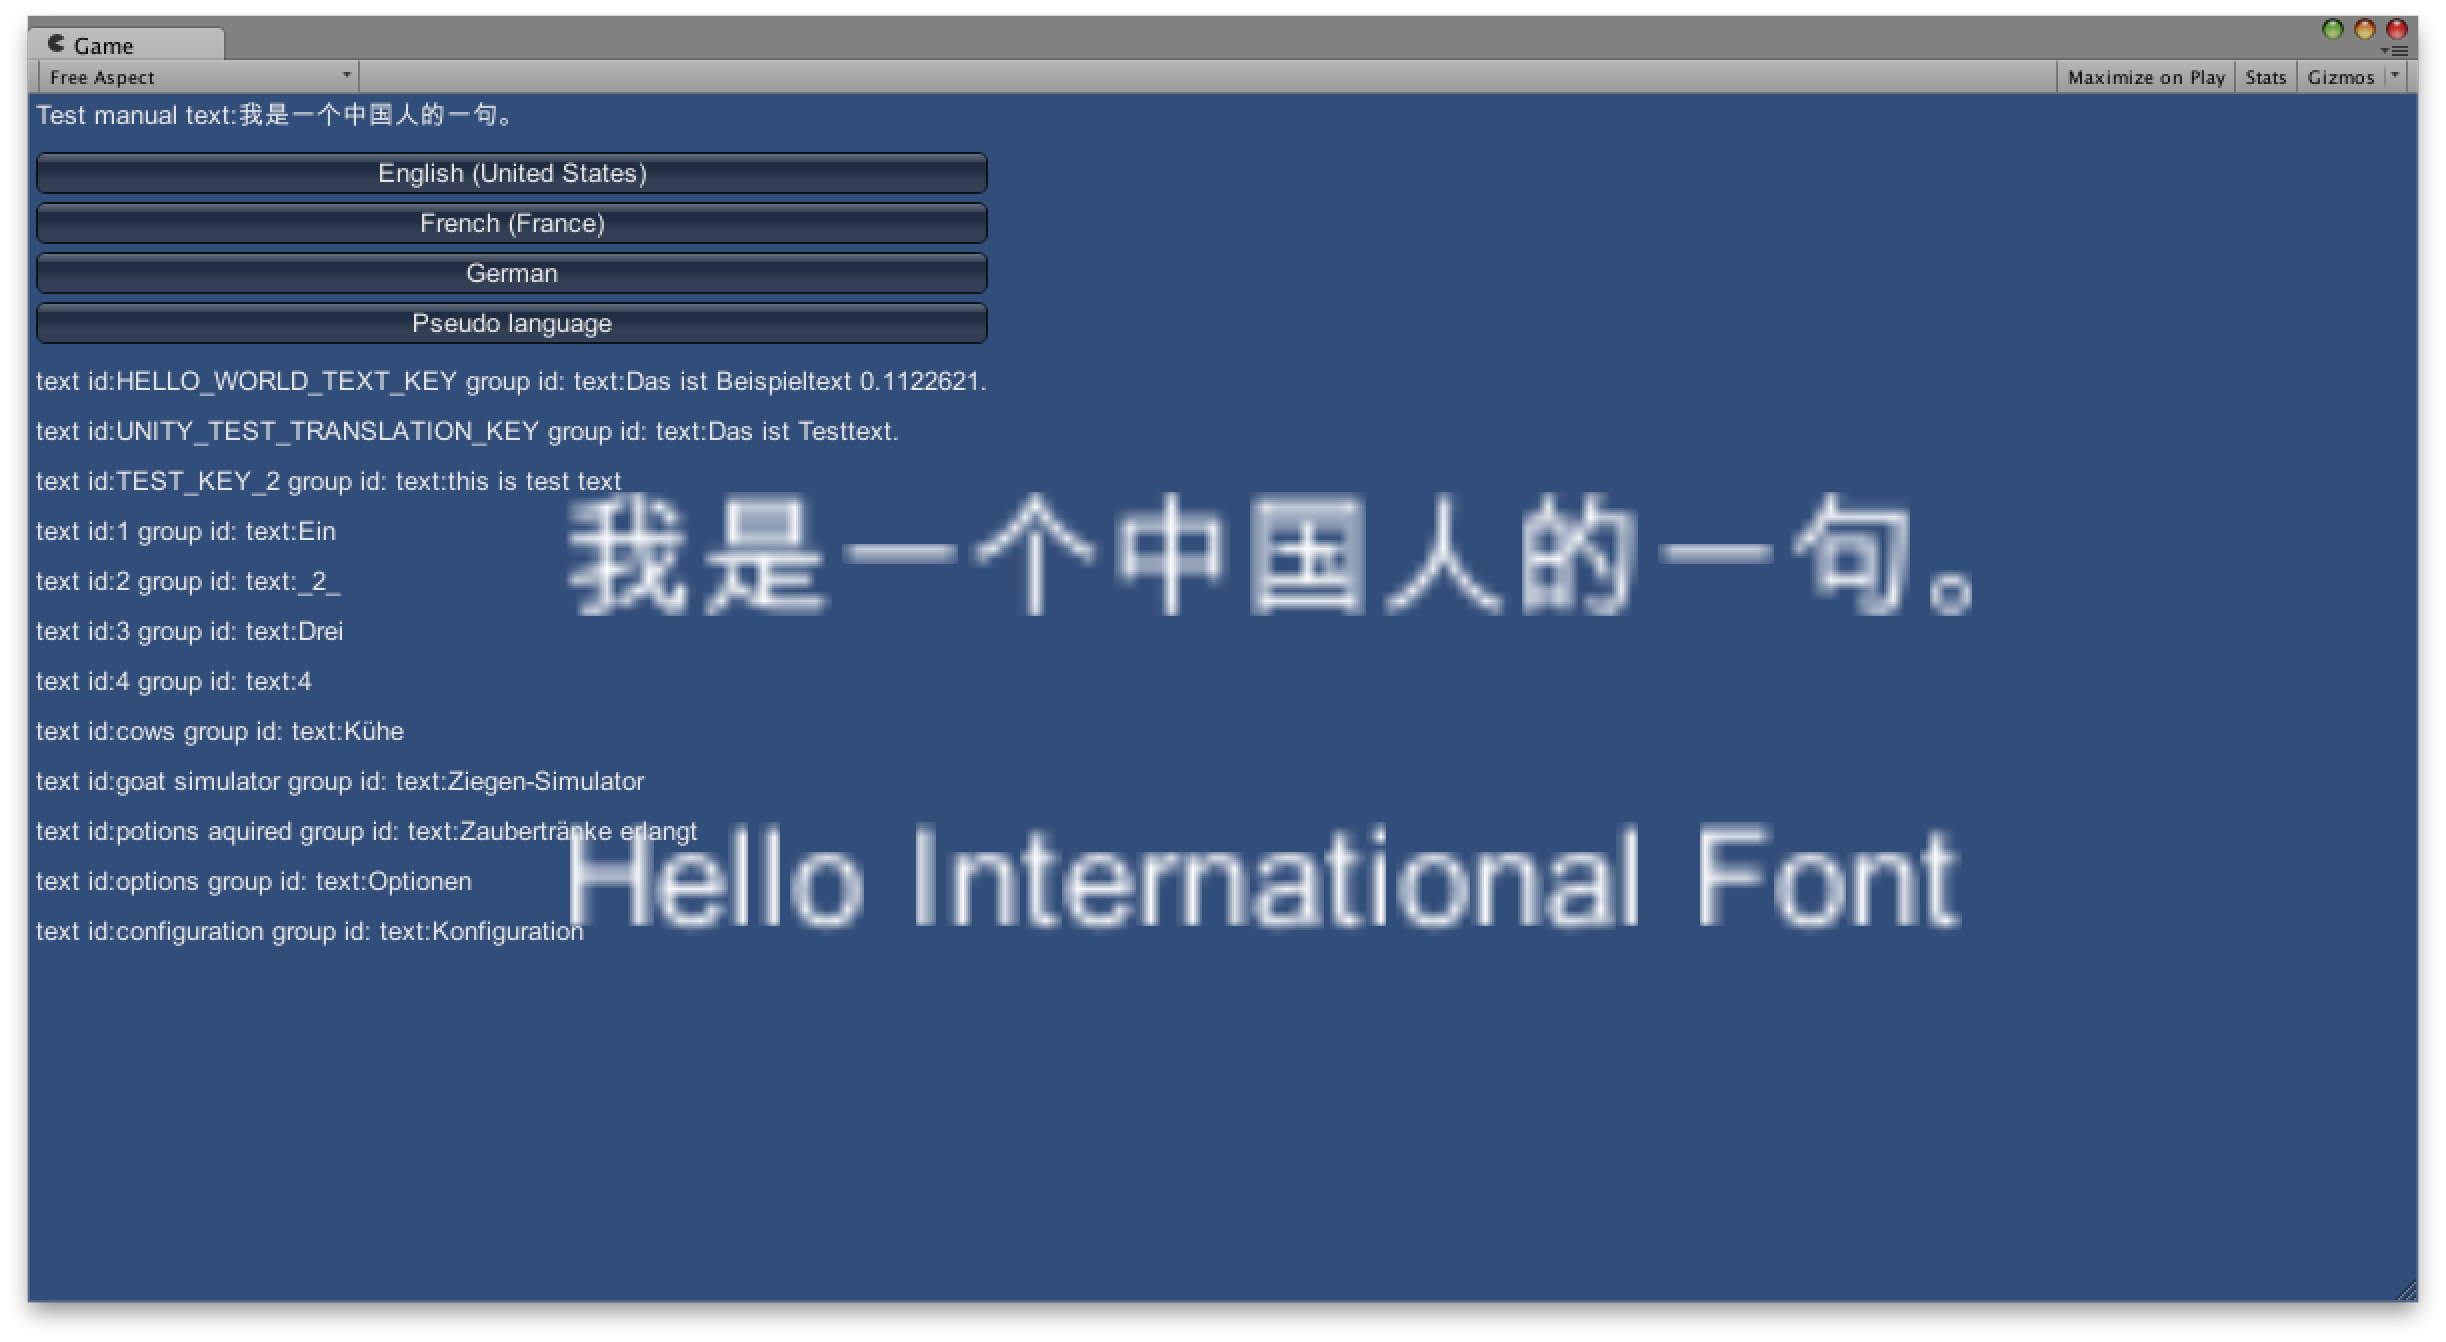 Game
Free Aspect
Maximize on Play
Stats
Gizmos
Test manual text:我是一个中国人的一句。
English (United States)
French (France)
German
Pseudo language
text id:HELLO_WORLD_TEXT_KEY group id: text:Das ist Beispieltext 0.1122621.
text id:UNITY_TEST_TRANSLATION_KEY group id: text:Das ist Testtext.
text id:TEST_KEY_2 group id: text:this is test text
我是一个中国人的一句。
text id:1 group id: text:Ein
text id:2 group id: text:_2_
text id:3 group id: text:Drei
text id:4 group id: text:4
text id:cows group id: text:Kühe
text id:goat simulator group id: text:Ziegen-Simulator
text id:potions aquired group id: text:Zaubertränke erlangt
Hello International Font
text id:options group id: text:Optionen
text id:configuration group id: text:Konfiguration